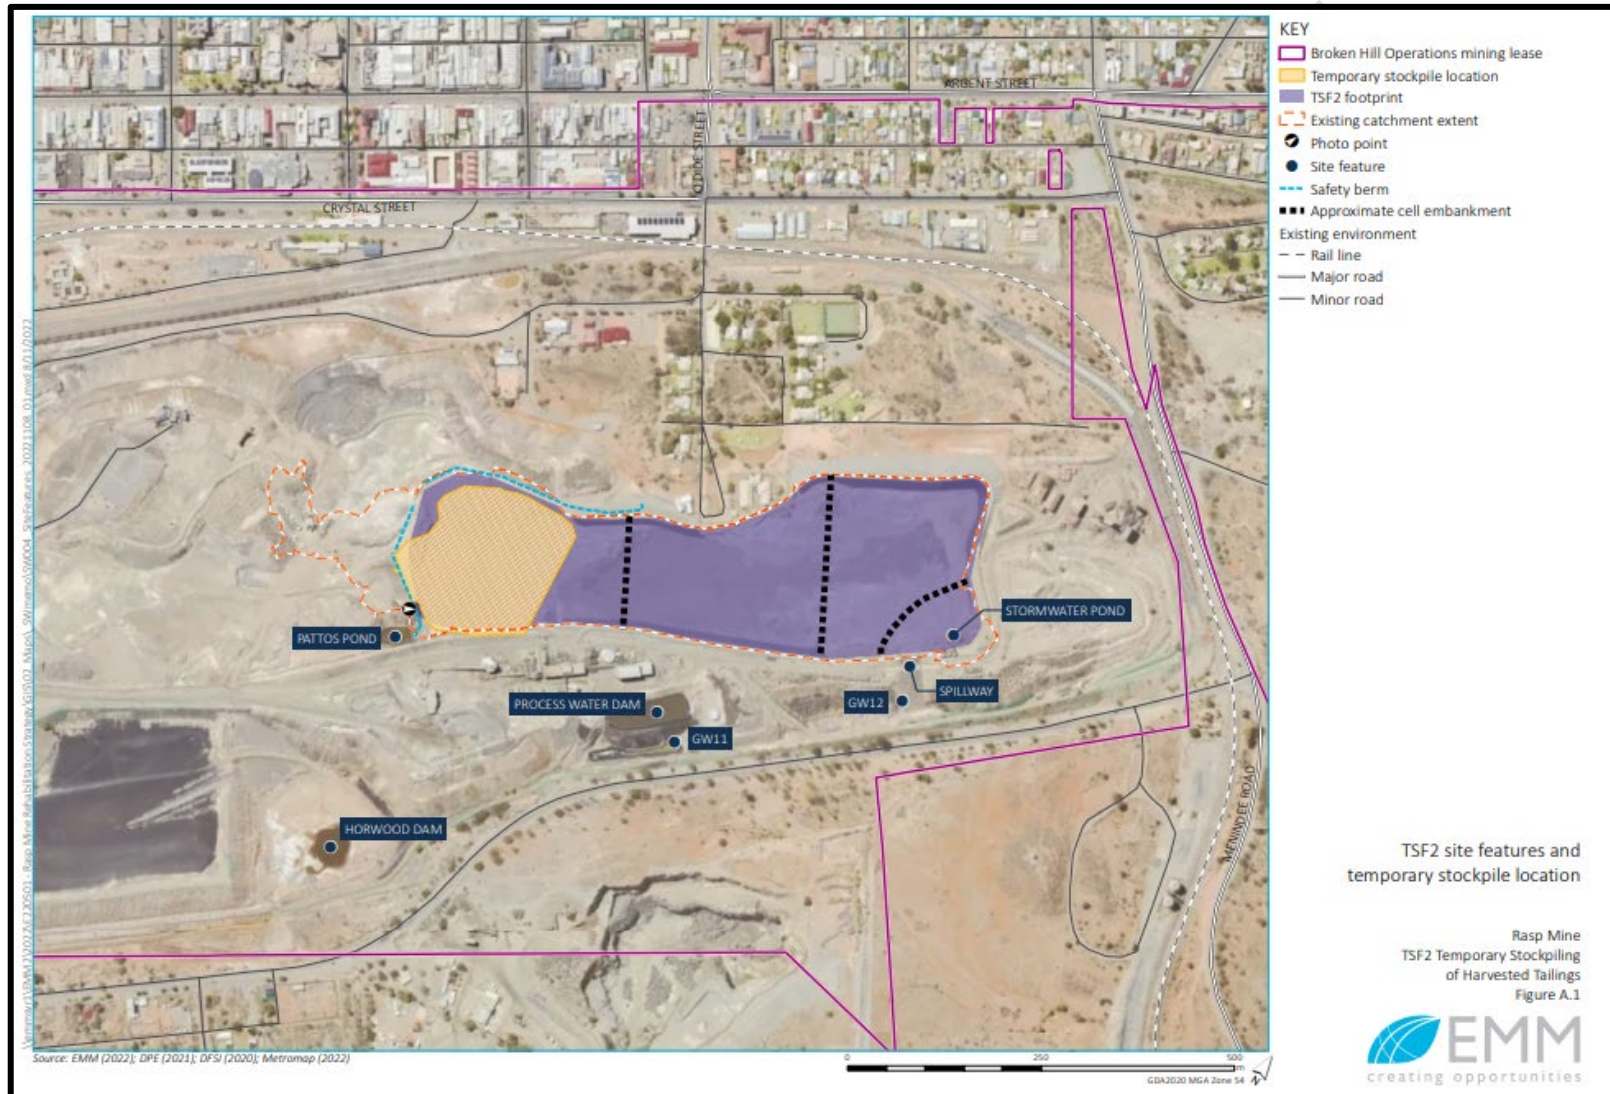 KEY
Broken Hill Operations mining lease
Temporary stockpile location
TSF2 footprint
Existing catchment extent
Photo point
Site feature
Safety berm
Approximate cell embankment
Existing environment
Rail line
Major road
Minor road
ARGENT STREET
CRYSTAL STREET
STREET
STORMWATER POND
PATTOS POND
SPILLWAY
GW12
PROCESS WATER DAM
GW11
HORWOOD DAM
MENINDEE ROAD
TSF2 site features and
temporary stockpile location
Rasp Mine
TSF2 Temporary Stockpiling
of Harvested Tailings
Figure A.1
EMM
creating opportunities
Source: EMM (2022); DPE (2021); DFSI (2020); Metromap (2022)
0 250 500
m
GDA2020 MGA Zone 54 N